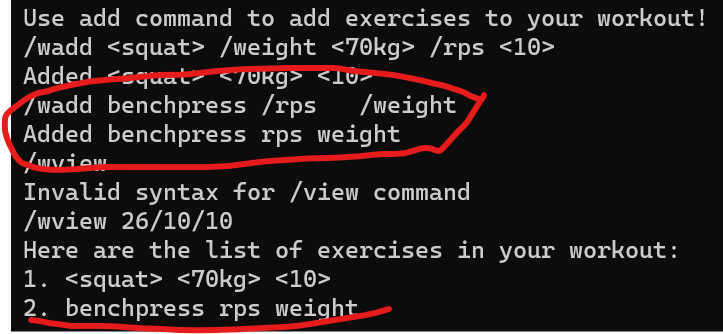 Use add command to add exercises to your workout!
/wadd <squat> /weight <70kg> /rps <10>
Added <squat> <70kg> <10>
/wadd benchpress /rps   /weight
Added benchpress rps weight
/wview
Invalid syntax for /view command
/wview 26/10/10
Here are the list of exercises in your workout:
1. <squat> <70kg> <10>
2. benchpress rps weight